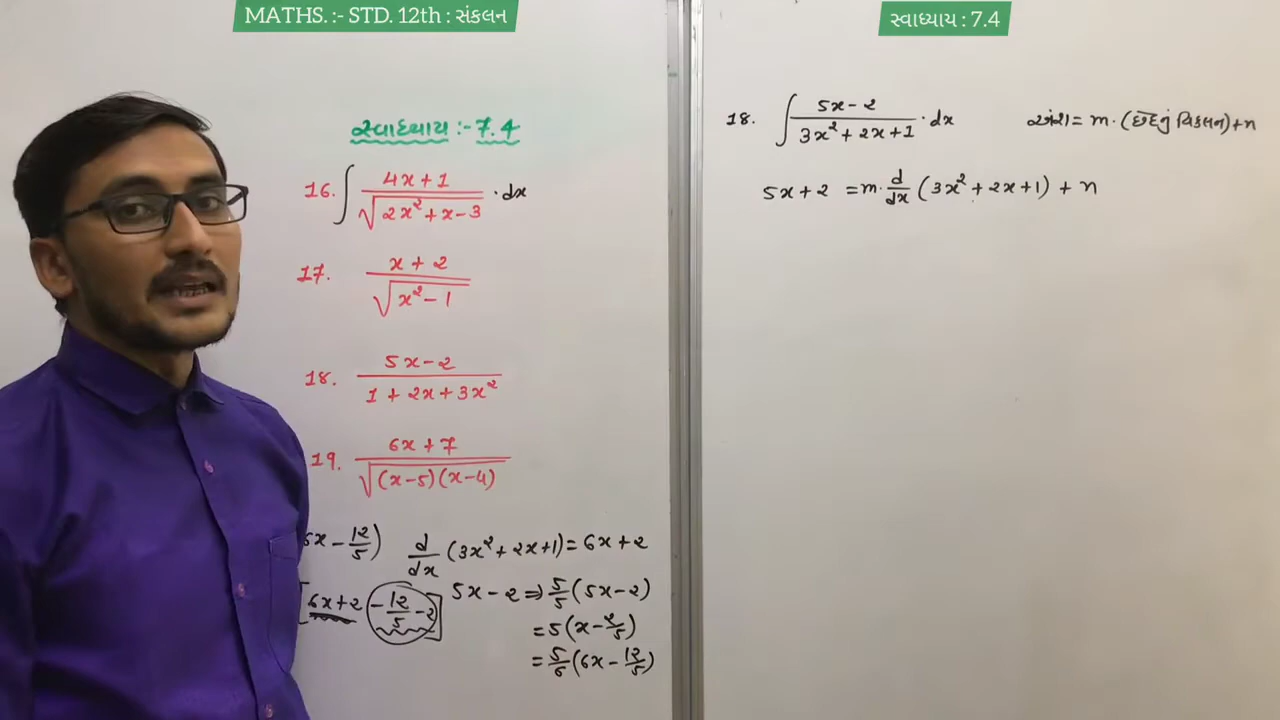 MATHS. :- STD. 12th : સંકલન
સ્વાધ્યાય : 7.4
સ્વાધ્યાય :- 7.4
16. ∫ (4x + 1) / √(2x² + x - 3) · dx
17. (x + 2) / √(x² - 1)
18. (5x - 2) / (1 + 2x + 3x²)
19. (6x + 7) / √((x-5)(x-4))
6x - 12/5)
[6x+2 - 12/5 - 2]
d/dx (3x² + 2x + 1) = 6x + 2
5x - 2 ⇒ 5/5 (5x - 2)
= 5(x - 2/5)
= 5/6 (6x - 12/5)
18. ∫ (5x - 2) / (3x² + 2x + 1) · dx
અંશ = m · (છેદનું વિકલન) + n
5x + 2 = m · d/dx (3x² + 2x + 1) + n